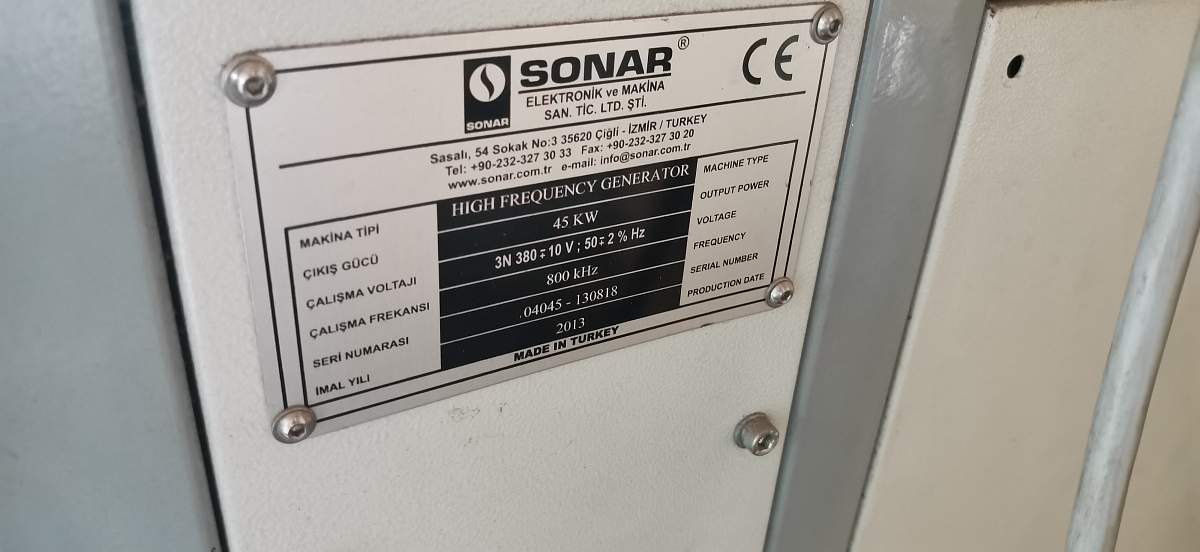 SONAR
SONAR ®
CE
ELEKTRONİK ve MAKİNA
SAN. TİC. LTD. ŞTİ.
Sasalı, 54 Sokak No:3 35620 Çiğli - İZMİR / TURKEY
Tel: +90-232-327 30 33 Fax: +90-232-327 30 20
www.sonar.com.tr e-mail: info@sonar.com.tr
MAKİNA TİPİ HIGH FREQUENCY GENERATOR MACHINE TYPE
ÇIKIŞ GÜCÜ 45 KW OUTPUT POWER
ÇALIŞMA VOLTAJI 3N 380∓10 V ; 50∓2 % Hz VOLTAGE
ÇALIŞMA FREKANSI 800 kHz FREQUENCY
SERİ NUMARASI .04045 - 130818 SERIAL NUMBER
İMAL YILI 2013 PRODUCTION DATE
MADE IN TURKEY